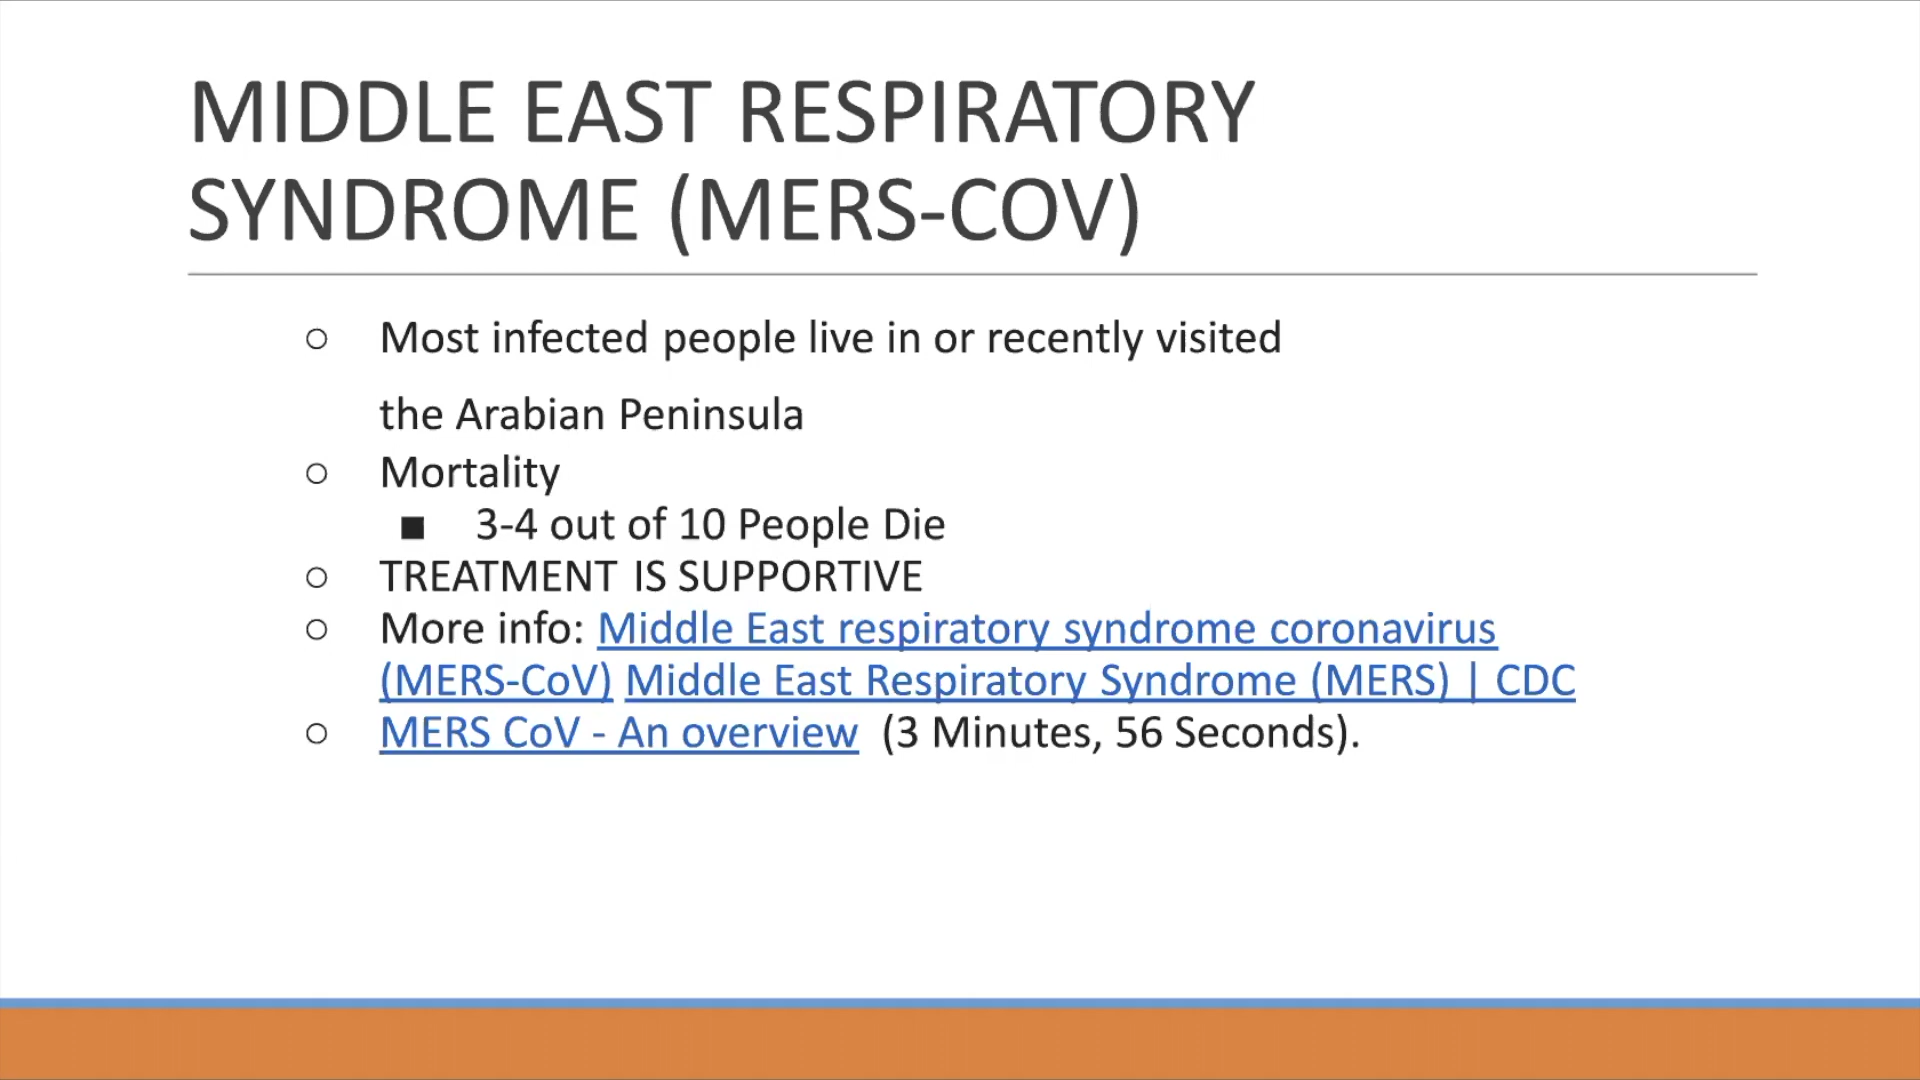 MIDDLE EAST RESPIRATORY
SYNDROME (MERS-COV)
○ Most infected people live in or recently visited
the Arabian Peninsula
○ Mortality
■ 3-4 out of 10 People Die
○ TREATMENT IS SUPPORTIVE
○ More info: Middle East respiratory syndrome coronavirus
(MERS-CoV) Middle East Respiratory Syndrome (MERS) | CDC
○ MERS CoV - An overview (3 Minutes, 56 Seconds).